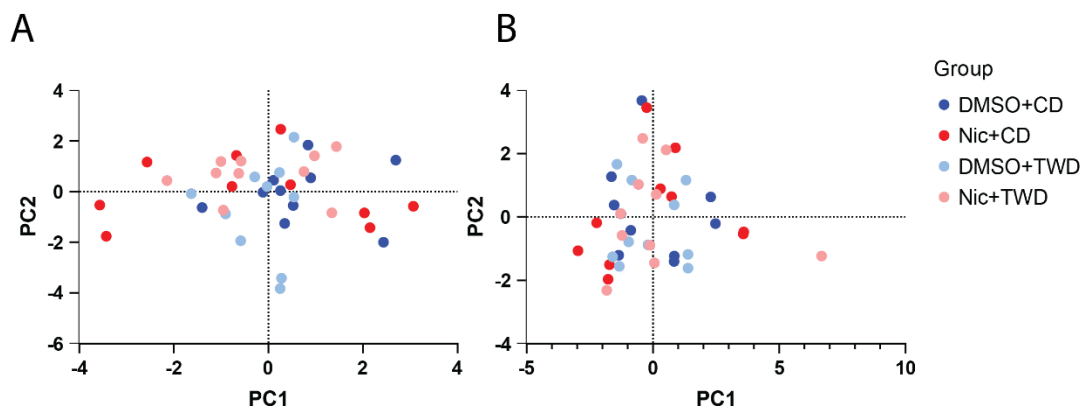 A
B
4
2
0
-2
-4
-6
PC2
-4
-2
0
2
4
PC1
4
2
0
-2
-4
PC2
-5
0
5
10
PC1
Group
DMSO+CD
Nic+CD
DMSO+TWD
Nic+TWD